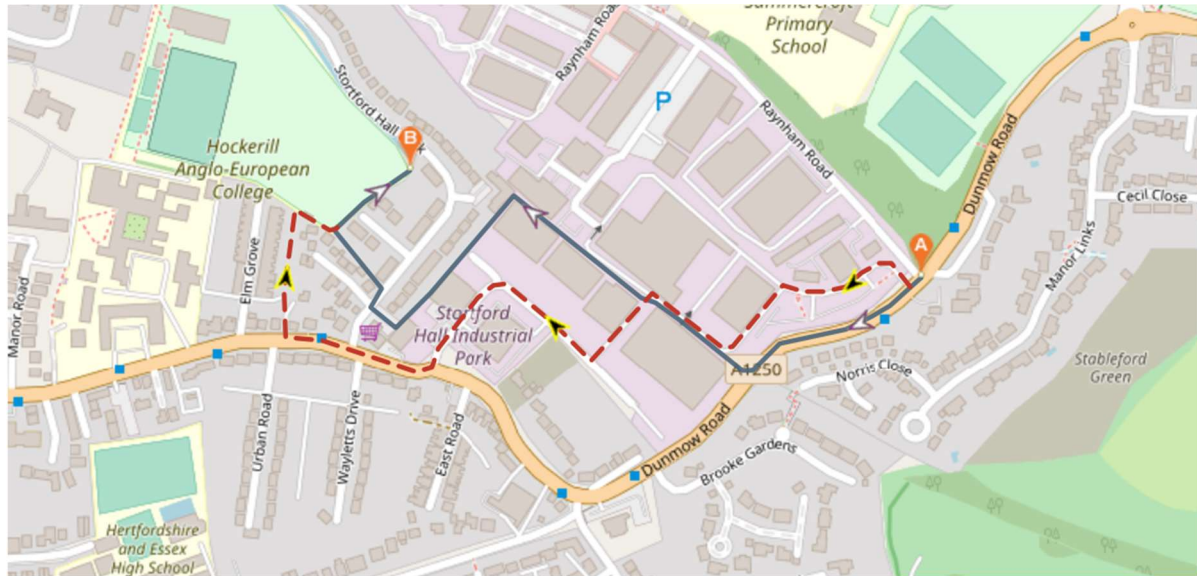 Summercroft
Primary
School
Raynham Road
Stortford Hall
P
Raynham Road
Dunmow Road
Hockerill
Anglo-European
College
B
A
Cecil Close
Manor Links
Elm Grove
Manor Road
Stortford
Hall Industrial
Park
A1250
Norris Close
Stableford
Green
Dunmow Road
Brooke Gardens
Urban Road
Wayletts Drive
East Road
Hertfordshire
and Essex
High School